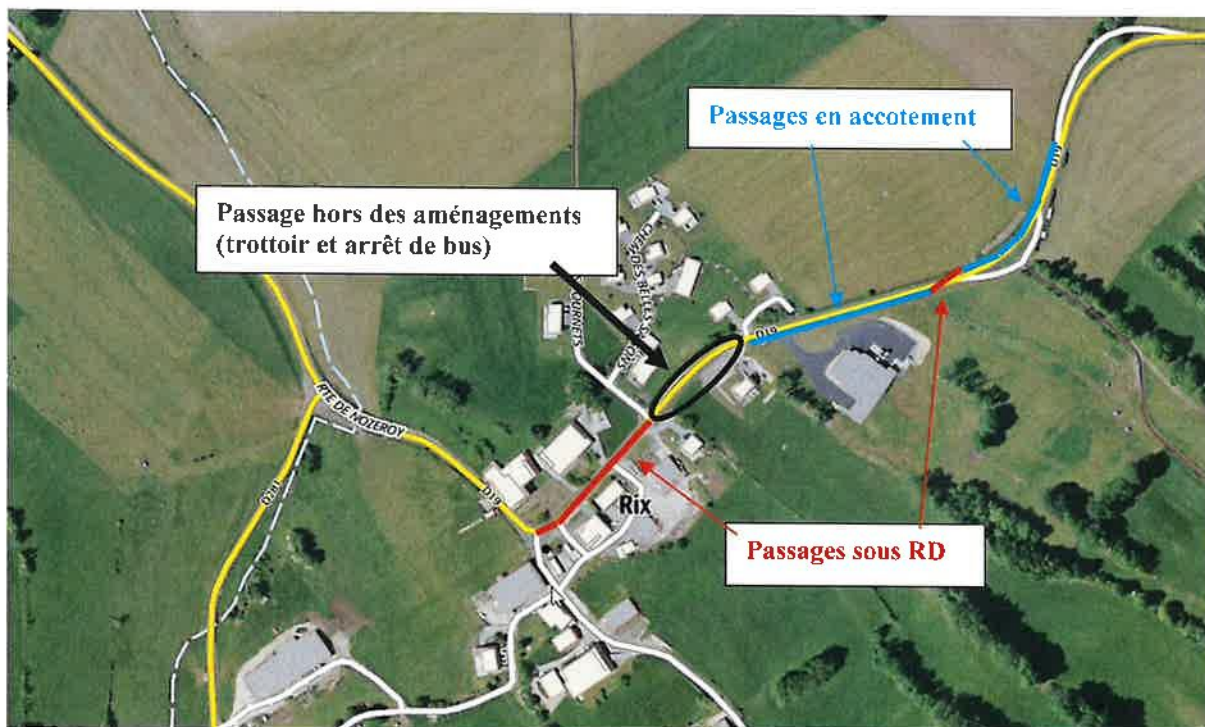 Passages en accotement
D19
Passage hors des aménagements
(trottoir et arrêt de bus)
D19
RTE DE NOZEROY
D19
Rix
Passages sous RD